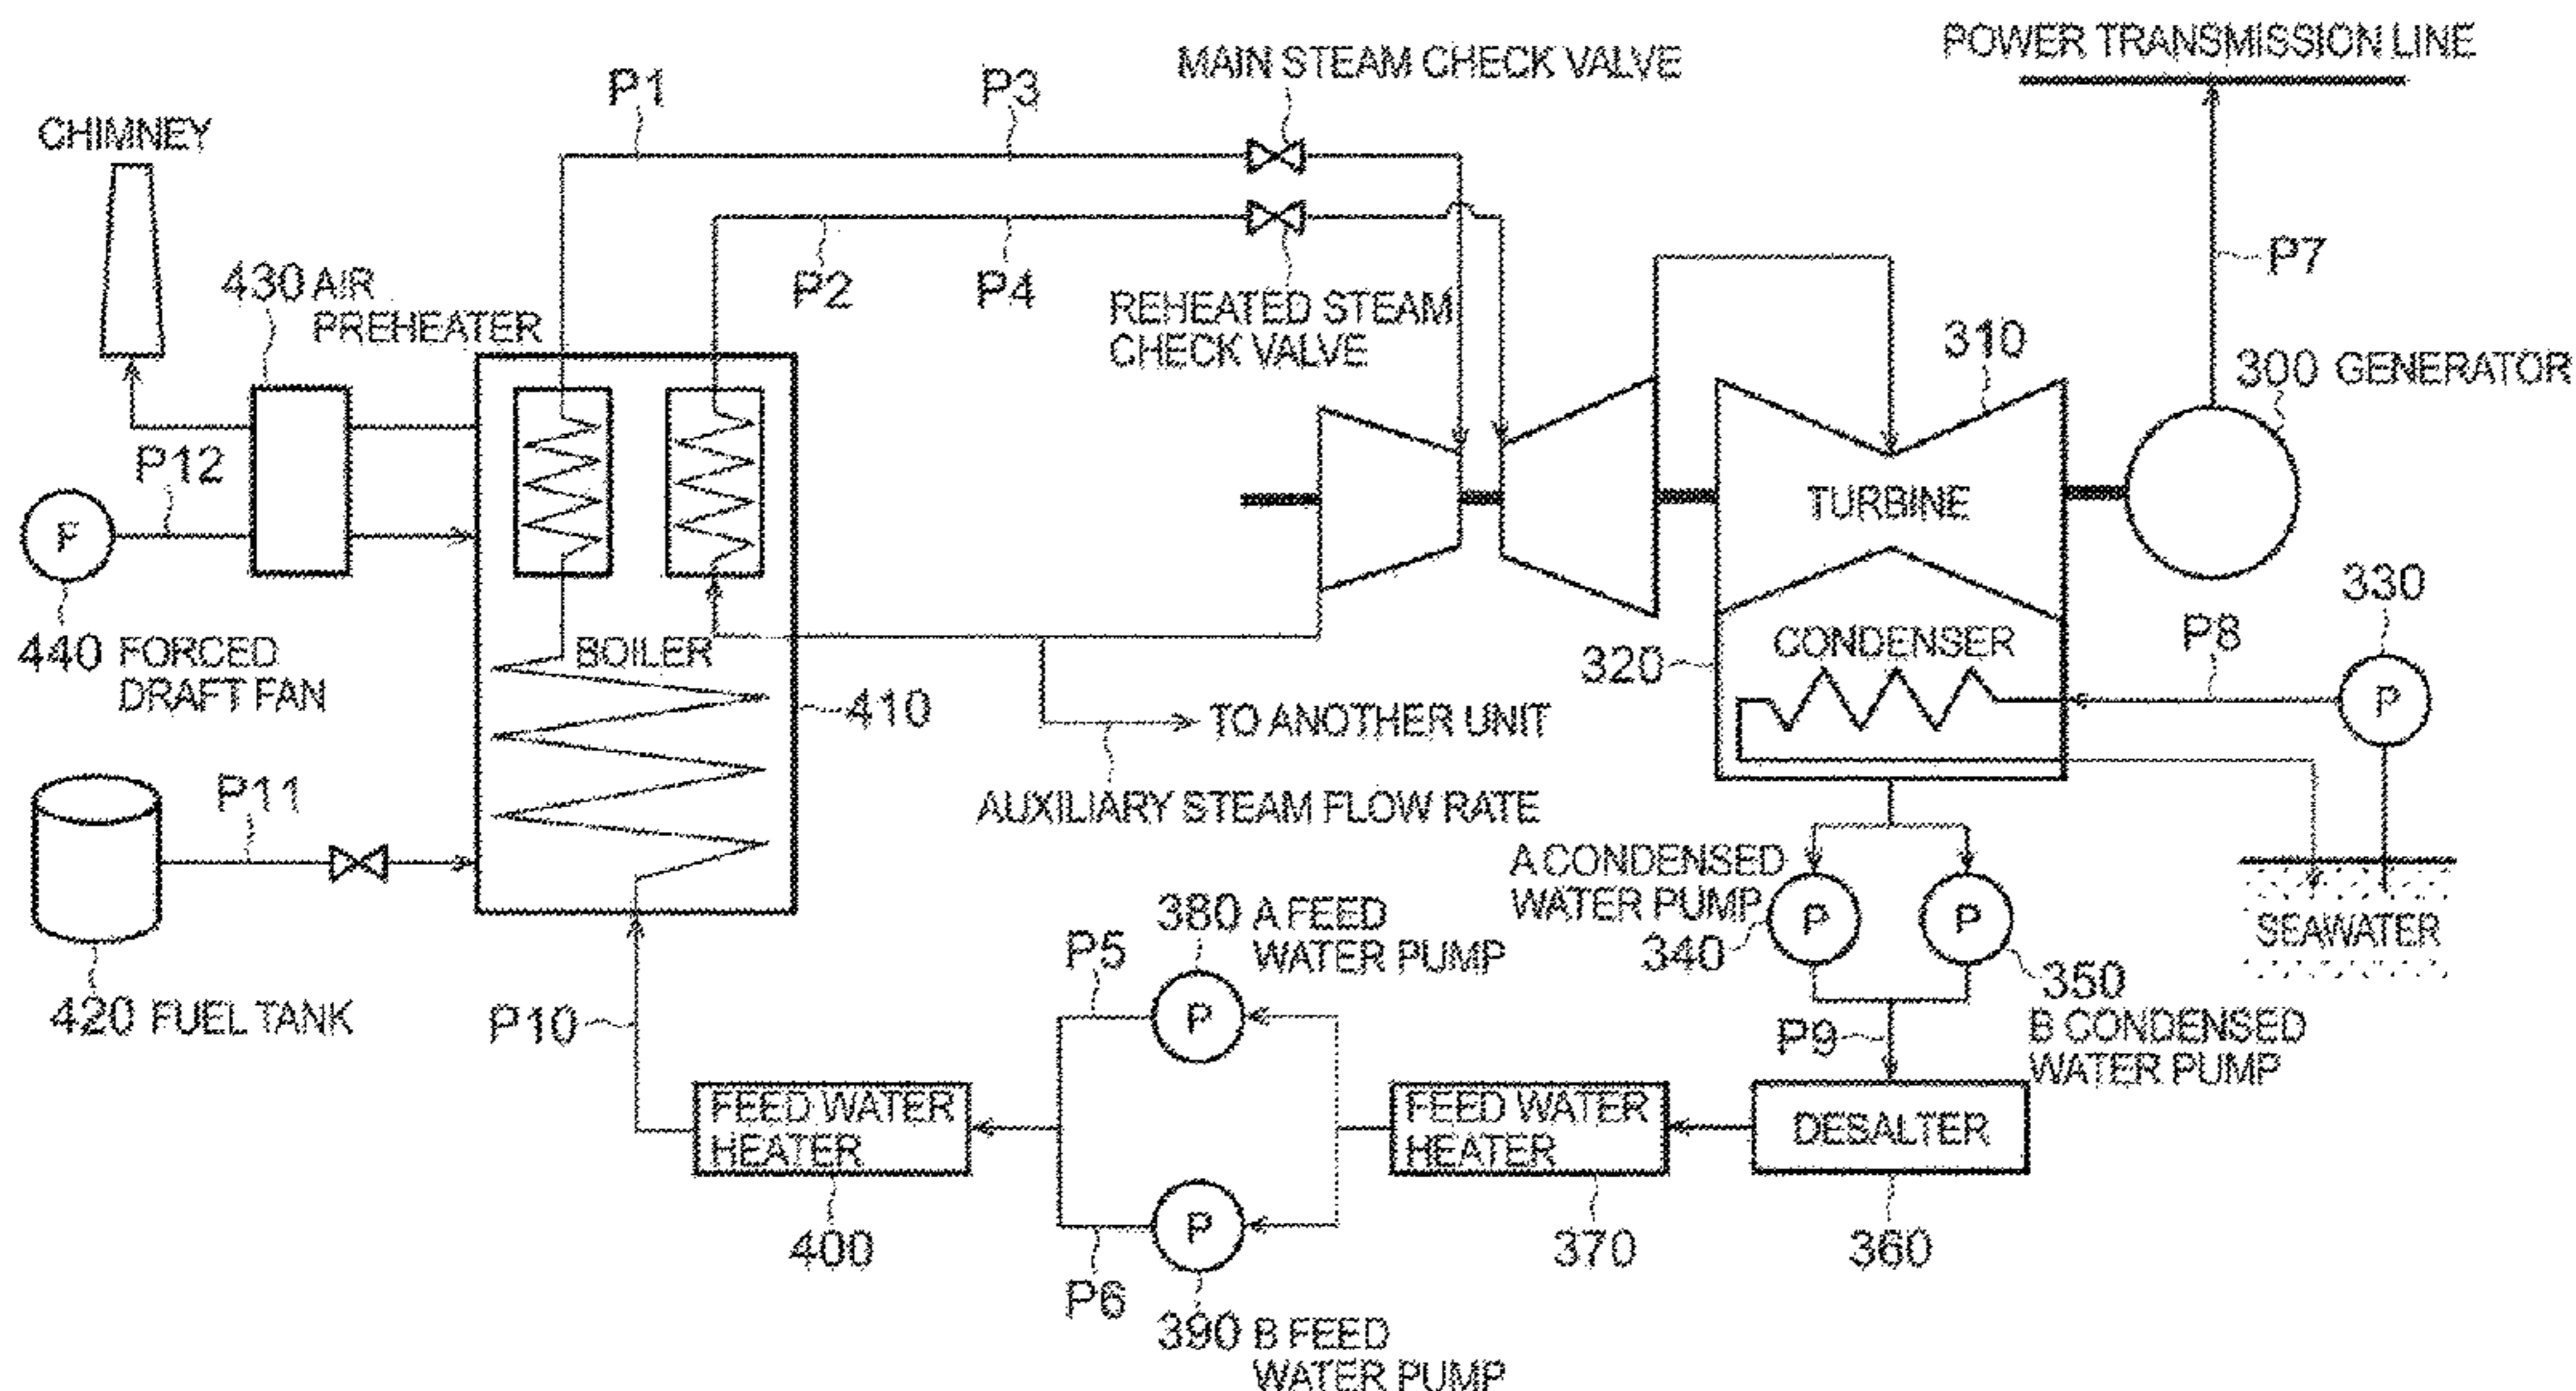 POWER TRANSMISSION LINE
MAIN STEAM CHECK VALVE
P1
P3
CHIMNEY
P2
P4
P7
430 AIR
PREHEATER
REHEATED STEAM
CHECK VALVE
310
300 GENERATOR
P12
F
TURBINE
440 FORCED
DRAFT FAN
BOILER
410
320
CONDENSER
P8
330
P
TO ANOTHER UNIT
AUXILIARY STEAM FLOW RATE
P11
420 FUEL TANK
A CONDENSED
WATER PUMP
340
P
P
350
B CONDENSED
WATER PUMP
SEAWATER
380 A FEED
WATER PUMP
P5
P
P10
P9
FEED WATER
HEATER
400
FEED WATER
HEATER
370
DESALTER
360
P
P6
390 B FEED
WATER PUMP